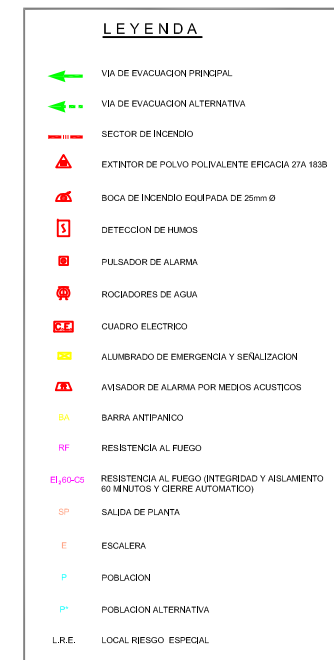 LEYENDA
VIA DE EVACUACION PRINCIPAL
VIA DE EVACUACION ALTERNATIVA
SECTOR DE INCENDIO
EXTINTOR DE POLVO POLIVALENTE EFICACIA 27A 183B
BOCA DE INCENDIO EQUIPADA DE 25mm Ø
DETECCION DE HUMOS
PULSADOR DE ALARMA
ROCIADORES DE AGUA
C.E. CUADRO ELECTRICO
ALUMBRADO DE EMERGENCIA Y SEÑALIZACION
AVISADOR DE ALARMA POR MEDIOS ACUSTICOS
BA BARRA ANTIPANICO
RF RESISTENCIA AL FUEGO
EI₂60-C5 RESISTENCIA AL FUEGO (INTEGRIDAD Y AISLAMIENTO
60 MINUTOS Y CIERRE AUTOMATICO)
SP SALIDA DE PLANTA
E ESCALERA
P POBLACION
P* POBLACION ALTERNATIVA
L.R.E. LOCAL RIESGO ESPECIAL